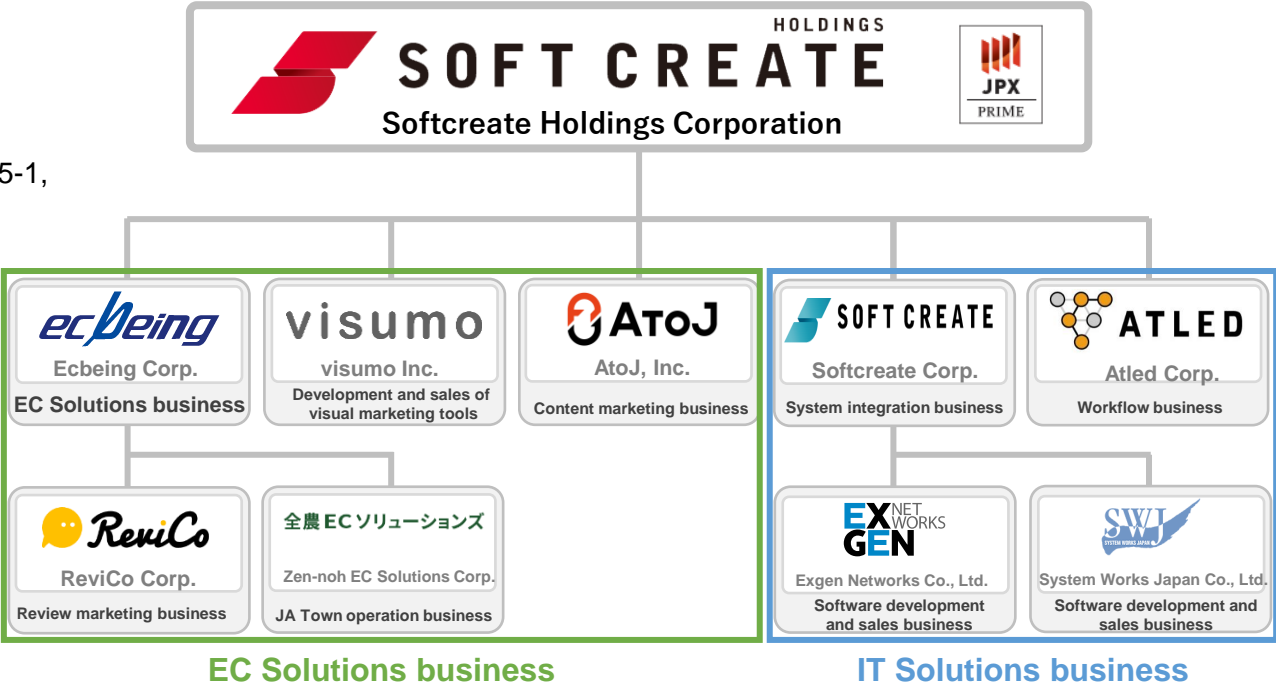 HOLDINGS
SOFT CREATE
Softcreate Holdings Corporation
JPX
PRIME
5-1,
ecbeing
Ecbeing Corp.
EC Solutions business
visumo
visumo Inc.
Development and sales of
visual marketing tools
AtoJ
AtoJ, Inc.
Content marketing business
SOFT CREATE
Softcreate Corp.
System integration business
ATLED
Atled Corp.
Workflow business
ReviCo
ReviCo Corp.
Review marketing business
全農ECソリューションズ
Zen-noh EC Solutions Corp.
JA Town operation business
EXGEN
NET
WORKS
Exgen Networks Co., Ltd.
Software development
and sales business
SWJ
SYSTEM WORKS JAPAN
System Works Japan Co., Ltd.
Software development and
sales business
EC Solutions business
IT Solutions business